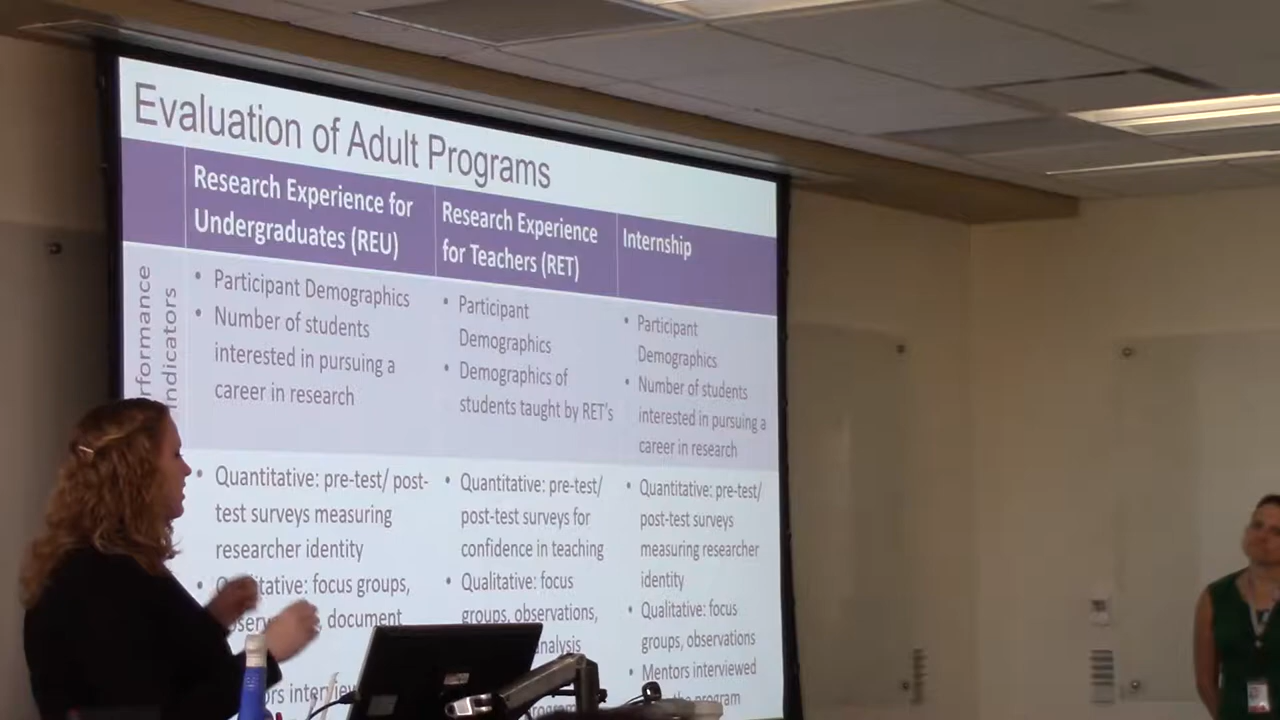 Evaluation of Adult Programs
Research Experience for
Undergraduates (REU)
Research Experience
for Teachers (RET)
Internship
Indicators
• Participant Demographics
• Number of students
interested in pursuing a
career in research
• Participant
Demographics
• Demographics of
students taught by RET's
• Participant
Demographics
• Number of students
interested in pursuing a
career in research
• Quantitative: pre-test/ post-
test surveys measuring
researcher identity
• focus groups,
document
• Quantitative: pre-test/
post-test surveys for
confidence in teaching
• Qualitative: focus
groups, observations,
• Quantitative: pre-test/
post-test surveys
measuring researcher
identity
• Qualitative: focus
groups, observations
• Mentors interviewed
program